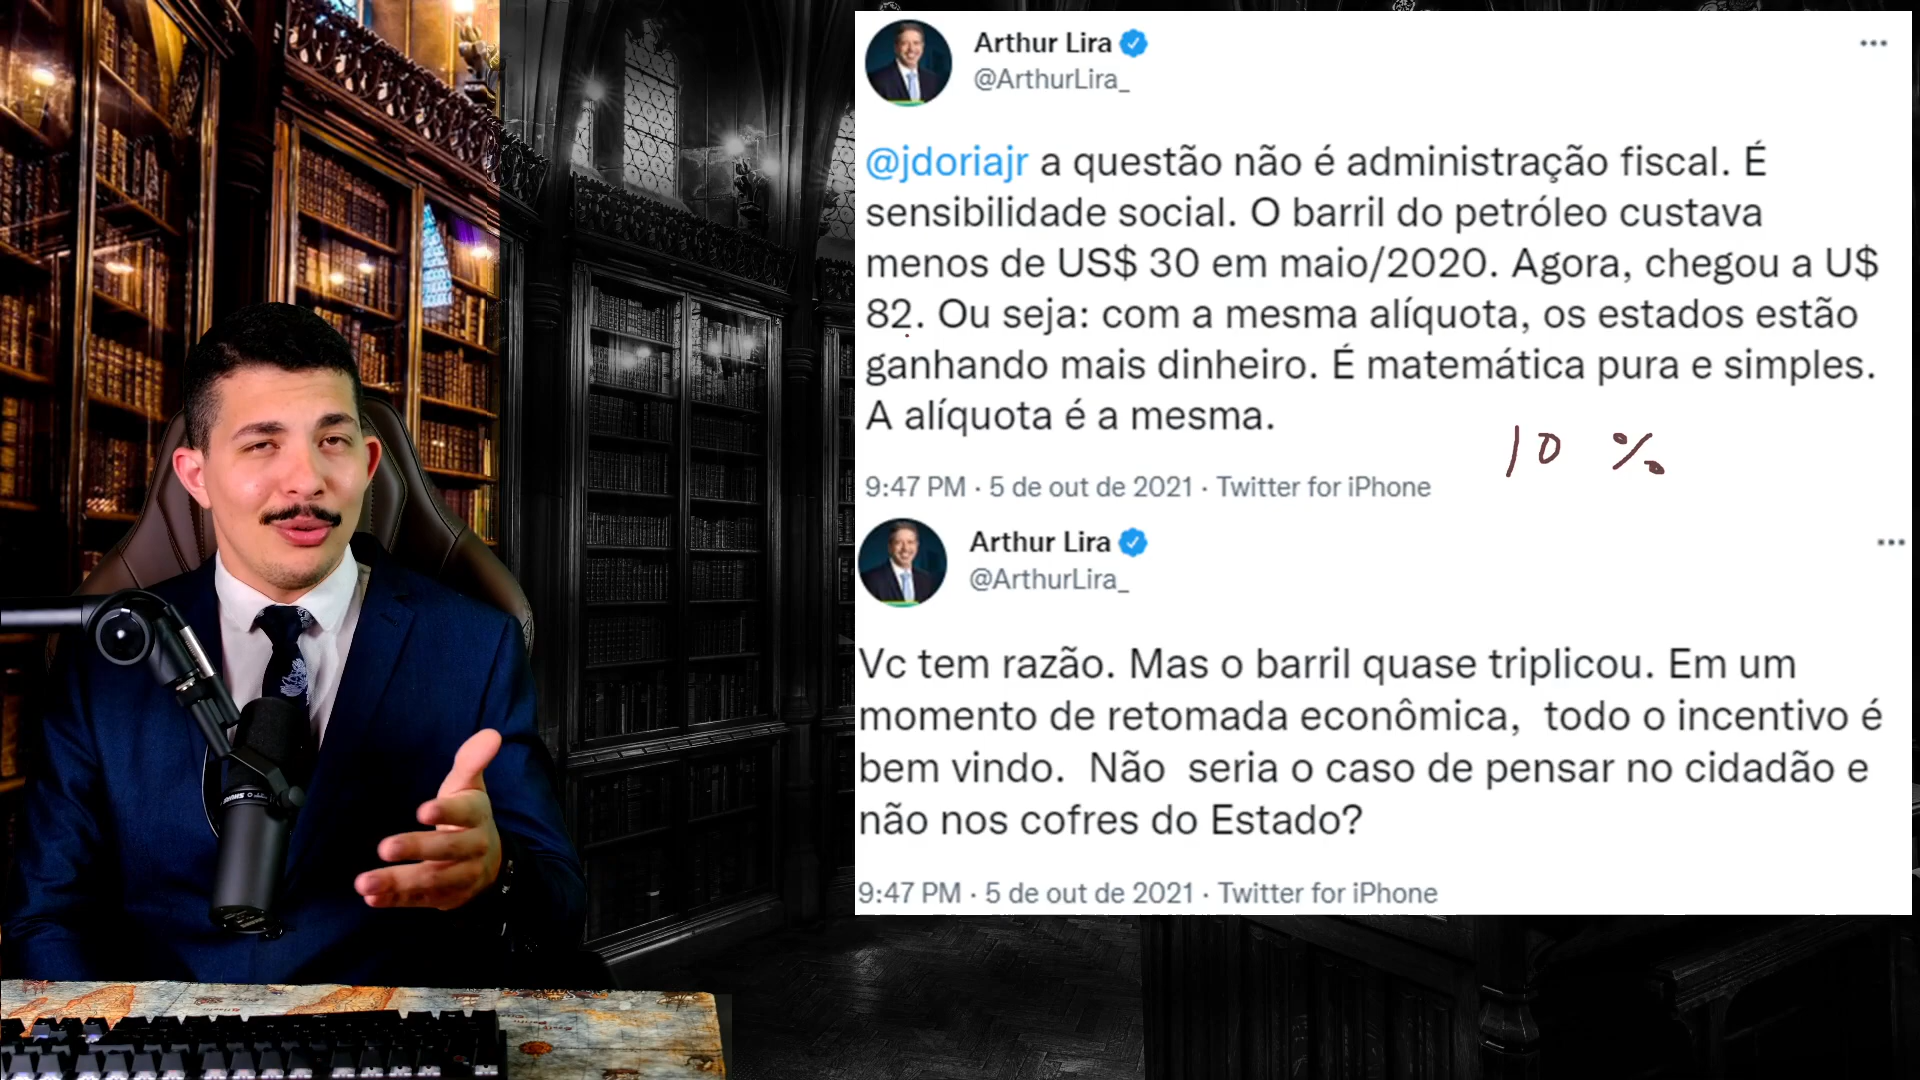 Arthur Lira
@ArthurLira_
@jdoriajr a questão não é administração fiscal. É
sensibilidade social. O barril do petróleo custava
menos de US$ 30 em maio/2020. Agora, chegou a U$
82. Ou seja: com a mesma alíquota, os estados estão
ganhando mais dinheiro. É matemática pura e simples.
A alíquota é a mesma.
10 %
9:47 PM · 5 de out de 2021 · Twitter for iPhone
Arthur Lira
@ArthurLira_
Vc tem razão. Mas o barril quase triplicou. Em um
momento de retomada econômica,  todo o incentivo é
bem vindo.  Não  seria o caso de pensar no cidadão e
não nos cofres do Estado?
9:47 PM · 5 de out de 2021 · Twitter for iPhone
SHURE